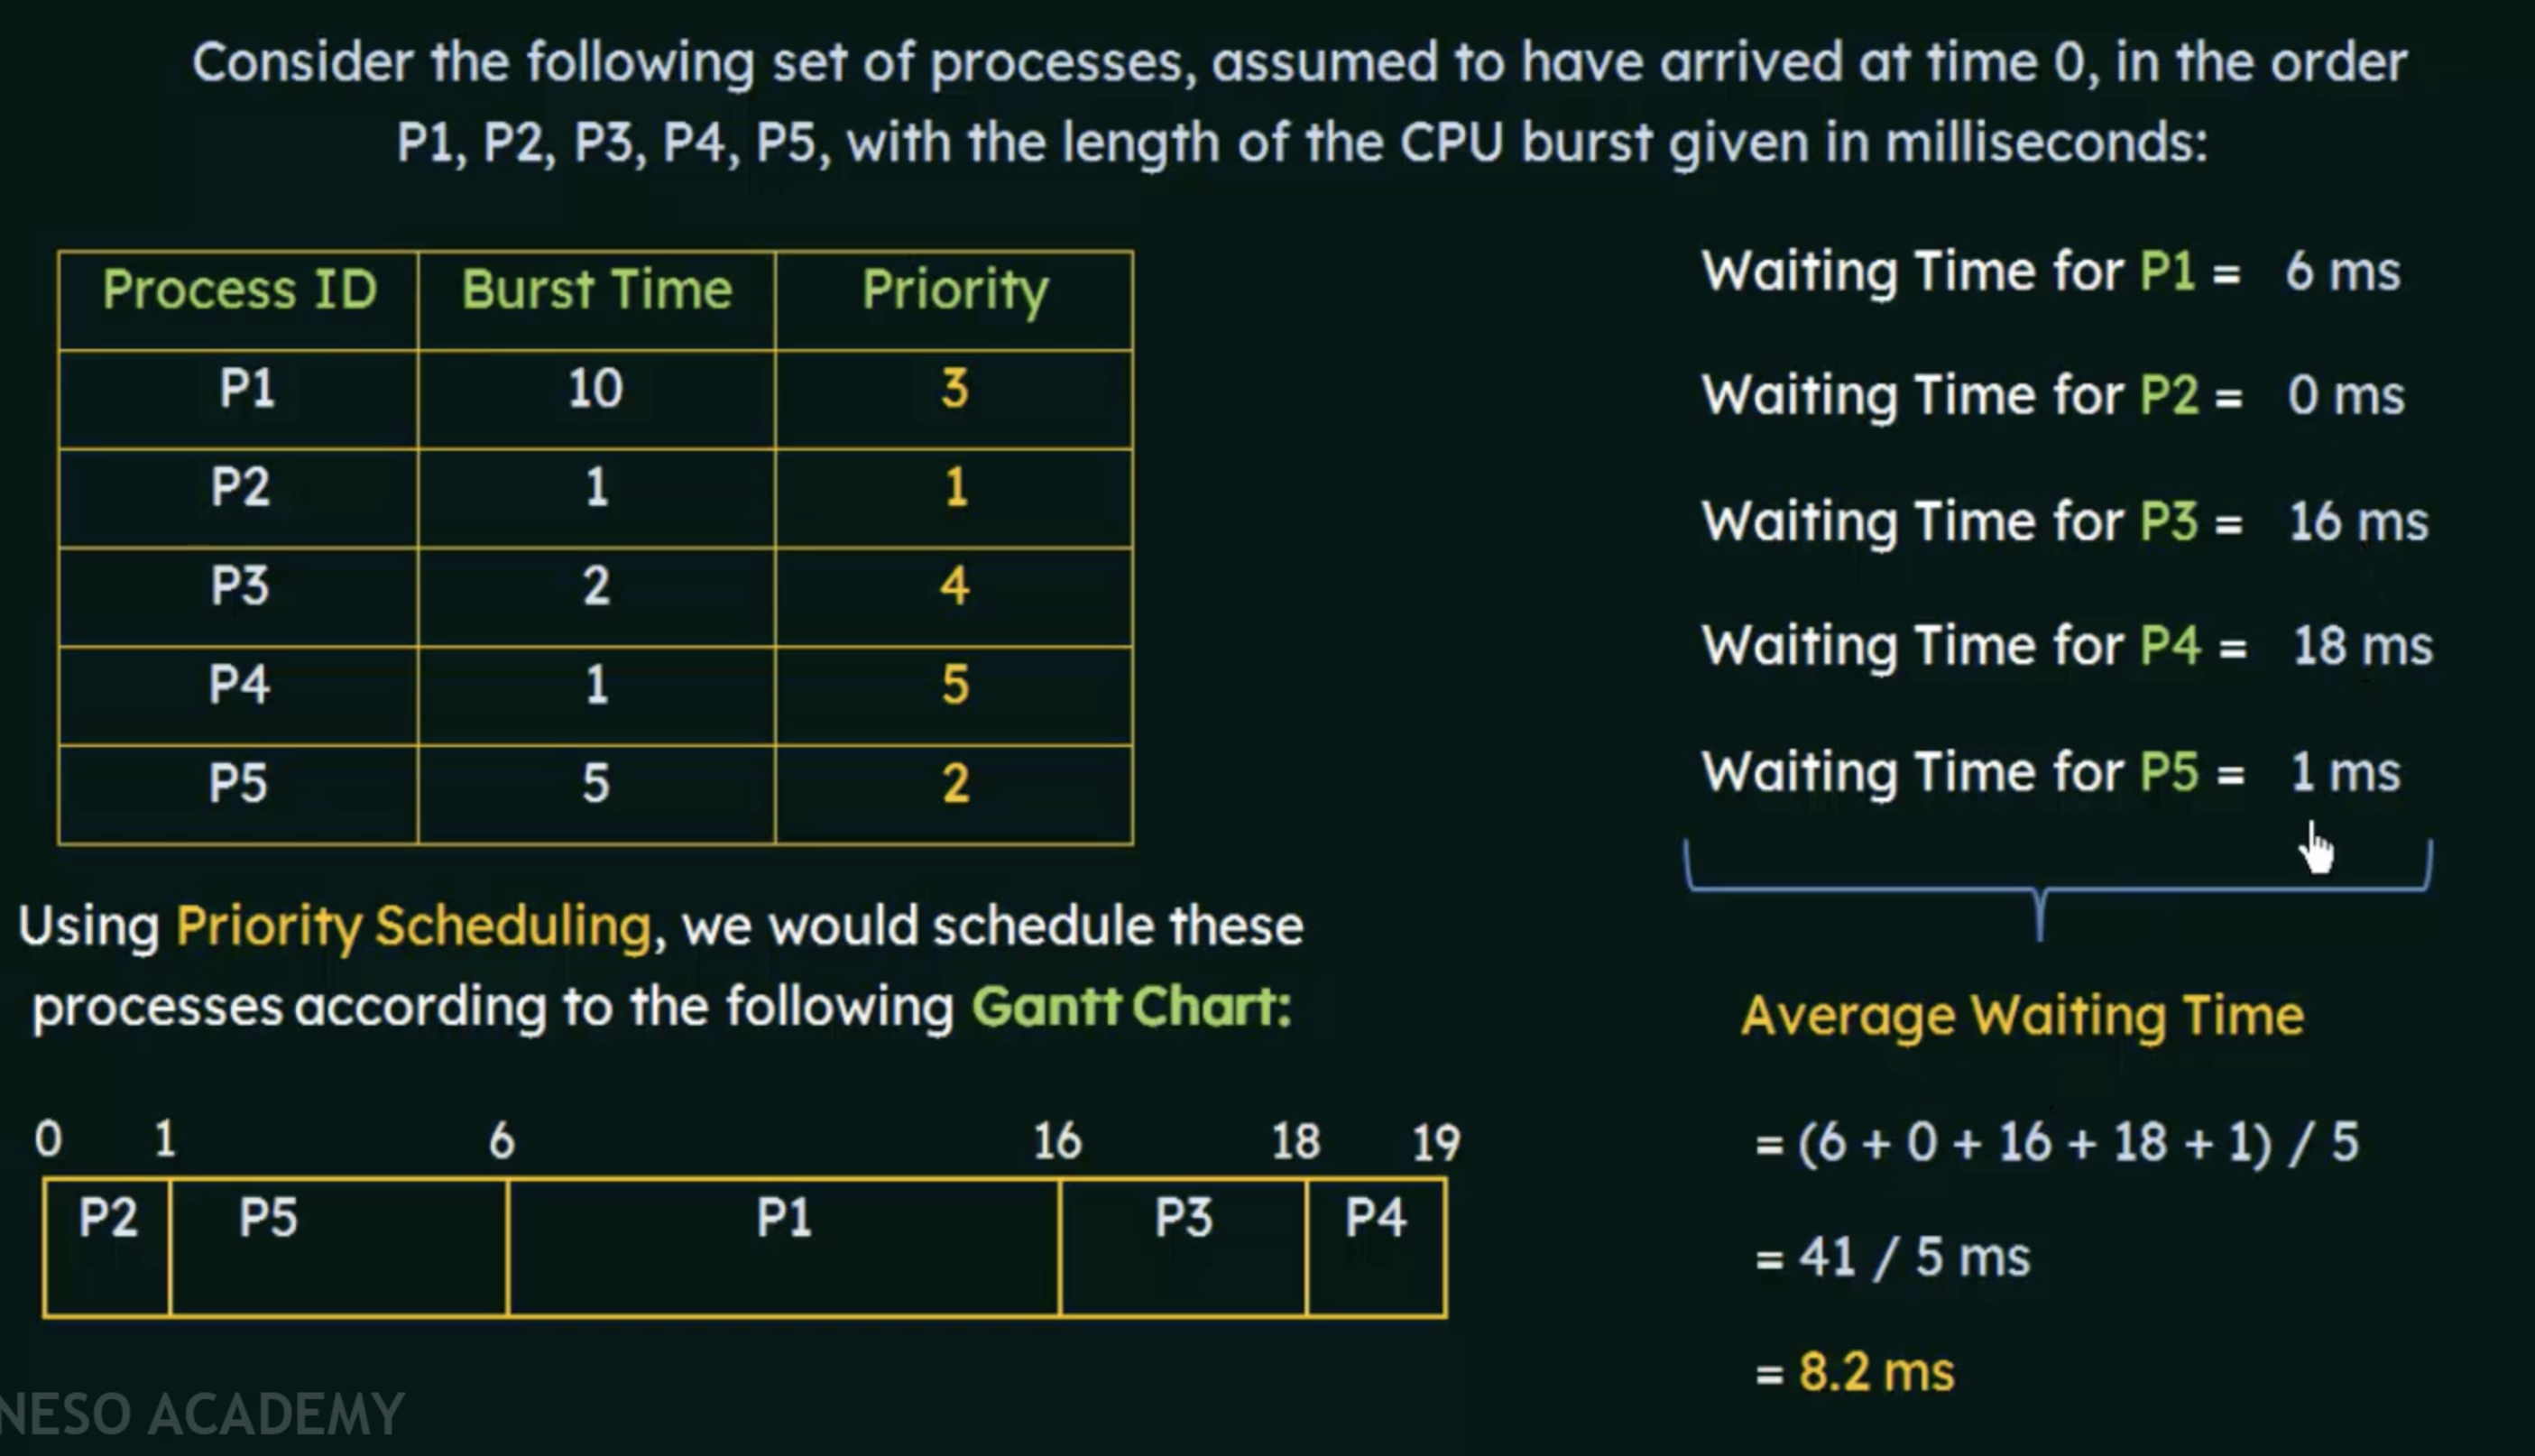 Consider the following set of processes, assumed to have arrived at time 0, in the order
P1, P2, P3, P4, P5, with the length of the CPU burst given in milliseconds:
Process ID Burst Time Priority
P1 10 3
P2 1 1
P3 2 4
P4 1 5
P5 5 2
Using Priority Scheduling, we would schedule these
processes according to the following Gantt Chart:
0 1 6 16 18 19
P2 P5 P1 P3 P4
Waiting Time for P1 = 6 ms
Waiting Time for P2 = 0 ms
Waiting Time for P3 = 16 ms
Waiting Time for P4 = 18 ms
Waiting Time for P5 = 1 ms
Average Waiting Time
= (6 + 0 + 16 + 18 + 1) / 5
= 41 / 5 ms
= 8.2 ms
NESO ACADEMY